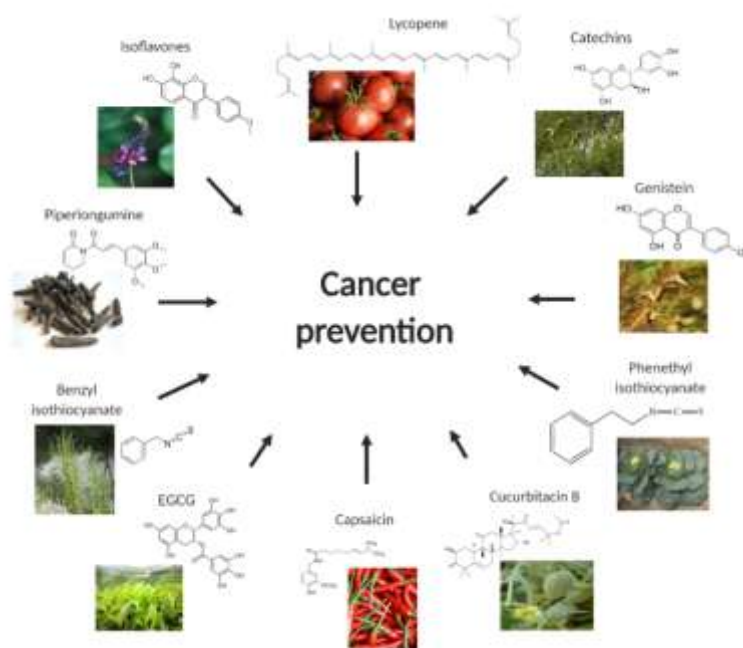 Lycopene
Isoflavones
Catechins
Genistein
Piperiongumine
Cancer
prevention
Phenethyl
isothiocyanate
Benzyl
isothiocyanate
EGCG
Capsaicin
Cucurbitacin B